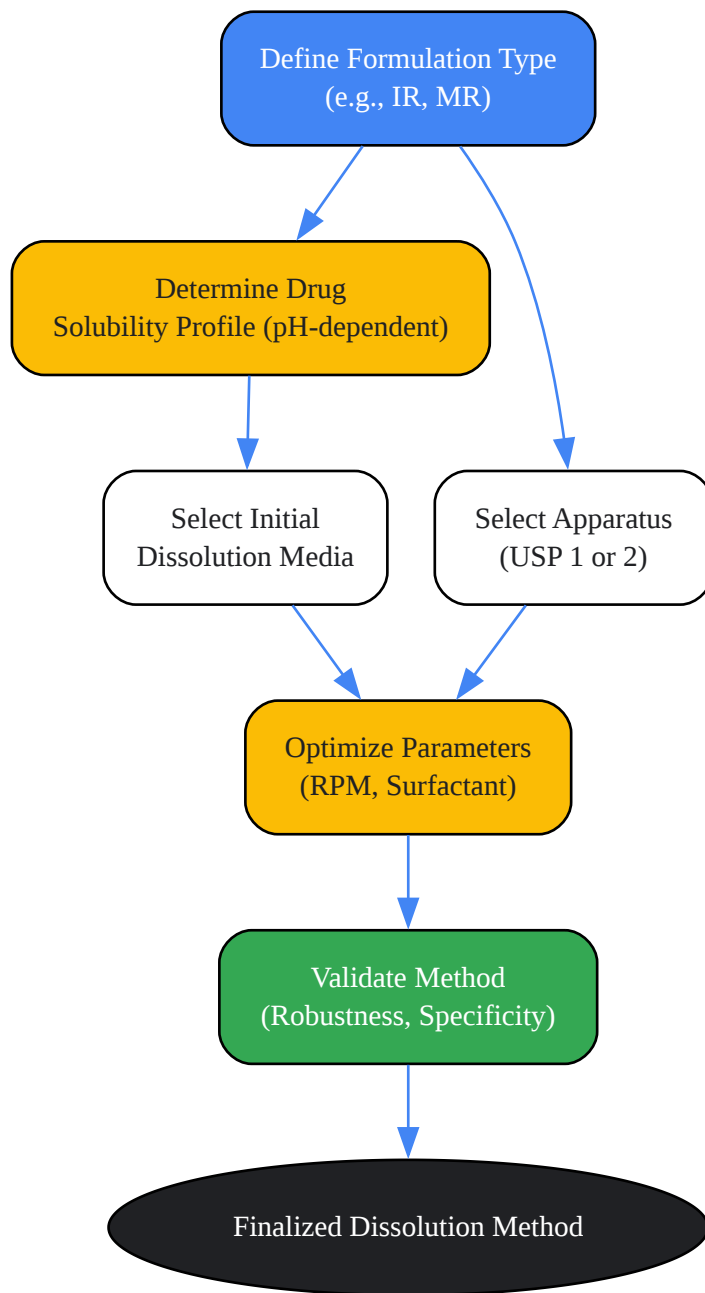 Define Formulation Type
(e.g., IR, MR)
Determine Drug
Solubility Profile (pH-dependent)
Select Initial
Dissolution Media
Select Apparatus
(USP 1 or 2)
Optimize Parameters
(RPM, Surfactant)
Validate Method
(Robustness, Specificity)
Finalized Dissolution Method